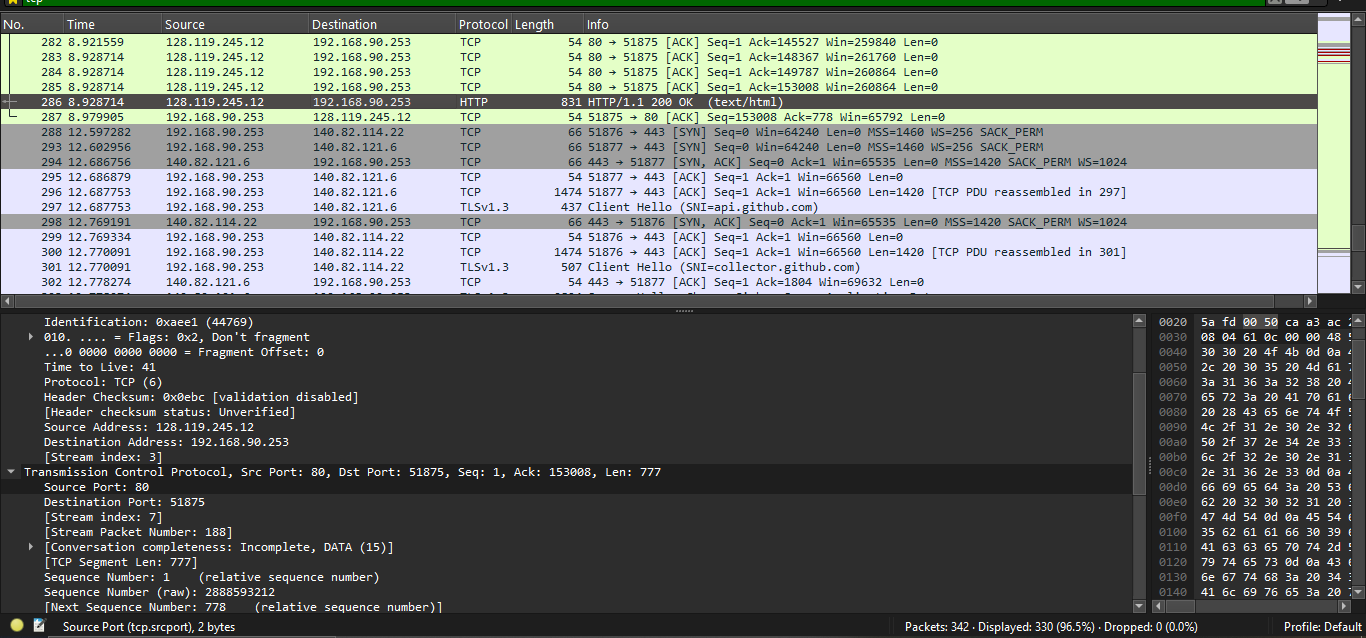 tcp
No. Time Source Destination Protocol Length Info
282 8.921559 128.119.245.12 192.168.90.253 TCP 54 80 → 51875 [ACK] Seq=1 Ack=145527 Win=259840 Len=0
283 8.928714 128.119.245.12 192.168.90.253 TCP 54 80 → 51875 [ACK] Seq=1 Ack=148367 Win=261760 Len=0
284 8.928714 128.119.245.12 192.168.90.253 TCP 54 80 → 51875 [ACK] Seq=1 Ack=149787 Win=260864 Len=0
285 8.928714 128.119.245.12 192.168.90.253 TCP 54 80 → 51875 [ACK] Seq=1 Ack=153008 Win=260864 Len=0
286 8.928714 128.119.245.12 192.168.90.253 HTTP 831 HTTP/1.1 200 OK (text/html)
287 8.979905 192.168.90.253 128.119.245.12 TCP 54 51875 → 80 [ACK] Seq=153008 Ack=778 Win=65792 Len=0
288 12.597282 192.168.90.253 140.82.114.22 TCP 66 51876 → 443 [SYN] Seq=0 Win=64240 Len=0 MSS=1460 WS=256 SACK_PERM
293 12.602956 192.168.90.253 140.82.121.6 TCP 66 51877 → 443 [SYN] Seq=0 Win=64240 Len=0 MSS=1460 WS=256 SACK_PERM
294 12.686756 140.82.121.6 192.168.90.253 TCP 66 443 → 51877 [SYN, ACK] Seq=0 Ack=1 Win=65535 Len=0 MSS=1420 SACK_PERM WS=1024
295 12.686879 192.168.90.253 140.82.121.6 TCP 54 51877 → 443 [ACK] Seq=1 Ack=1 Win=66560 Len=0
296 12.687753 192.168.90.253 140.82.121.6 TCP 1474 51877 → 443 [ACK] Seq=1 Ack=1 Win=66560 Len=1420 [TCP PDU reassembled in 297]
297 12.687753 192.168.90.253 140.82.121.6 TLSv1.3 437 Client Hello (SNI=api.github.com)
298 12.769191 140.82.114.22 192.168.90.253 TCP 66 443 → 51876 [SYN, ACK] Seq=0 Ack=1 Win=65535 Len=0 MSS=1420 SACK_PERM WS=1024
299 12.769334 192.168.90.253 140.82.114.22 TCP 54 51876 → 443 [ACK] Seq=1 Ack=1 Win=66560 Len=0
300 12.770091 192.168.90.253 140.82.114.22 TCP 1474 51876 → 443 [ACK] Seq=1 Ack=1 Win=66560 Len=1420 [TCP PDU reassembled in 301]
301 12.770091 192.168.90.253 140.82.114.22 TLSv1.3 507 Client Hello (SNI=collector.github.com)
302 12.778274 140.82.121.6 192.168.90.253 TCP 54 443 → 51877 [ACK] Seq=1 Ack=1804 Win=69632 Len=0
Identification: 0xaee1 (44769)
010. .... = Flags: 0x2, Don't fragment
...0 0000 0000 0000 = Fragment Offset: 0
Time to Live: 41
Protocol: TCP (6)
Header Checksum: 0x0ebc [validation disabled]
[Header checksum status: Unverified]
Source Address: 128.119.245.12
Destination Address: 192.168.90.253
[Stream index: 3]
Transmission Control Protocol, Src Port: 80, Dst Port: 51875, Seq: 1, Ack: 153008, Len: 777
Source Port: 80
Destination Port: 51875
[Stream index: 7]
[Stream Packet Number: 188]
[Conversation completeness: Incomplete, DATA (15)]
[TCP Segment Len: 777]
Sequence Number: 1 (relative sequence number)
Sequence Number (raw): 2888593212
[Next Sequence Number: 778 (relative sequence number)]
0020 5a fd 00 50 ca a3 ac
0030 08 04 61 0c 00 00 48
0040 30 30 20 4f 4b 0d 0a
0050 2c 20 30 35 20 4d 61
0060 3a 31 36 3a 32 38 20
0070 65 72 3a 20 41 70 61
0080 20 28 43 65 6e 74 4f
0090 4c 2f 31 2e 30 2e 32
00a0 50 2f 37 2e 34 2e 33
00b0 6c 2f 32 2e 30 2e 31
00c0 2e 31 36 2e 33 0d 0a
00d0 66 69 65 64 3a 20 53
00e0 62 20 32 30 32 31 20
00f0 47 4d 54 0d 0a 45 54
0100 35 62 61 61 66 30 39
0110 41 63 63 65 70 74 2d
0120 79 74 65 73 0d 0a 43
0130 6e 67 74 68 3a 20 34
0140 41 6c 69 76 65 3a 20
Source Port (tcp.srcport), 2 bytes
Packets: 342 · Displayed: 330 (96.5%) · Dropped: 0 (0.0%)
Profile: Default